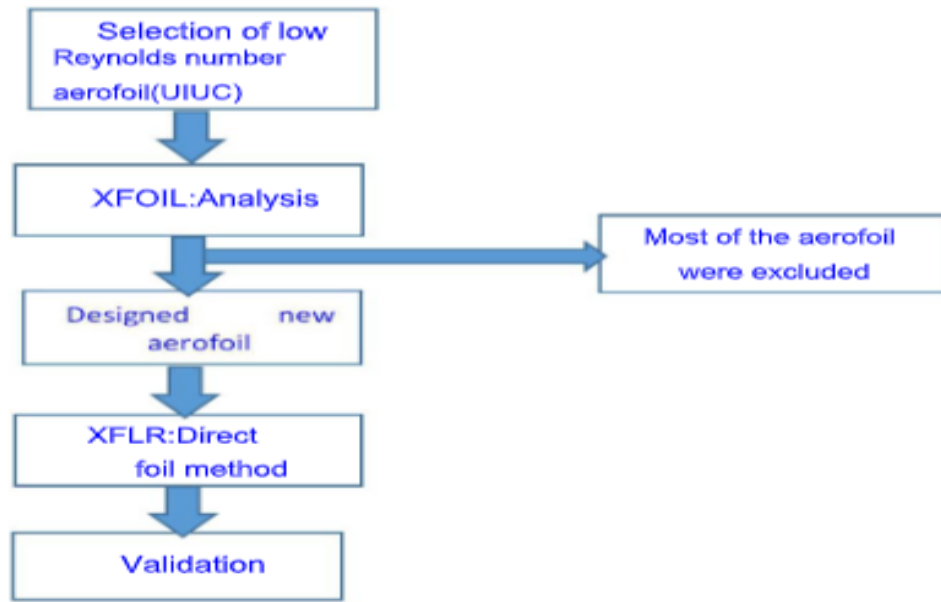 Selection of low
Reynolds number
aerofoil(UIUC)
XFOIL:Analysis
Most of the aerofoil
were excluded
Designed new
aerofoil
XFLR:Direct
foil method
Validation